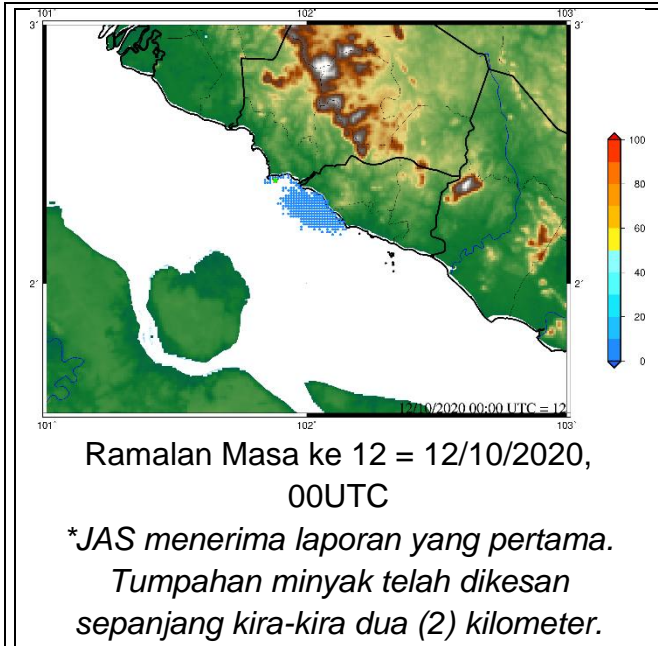 101˚ 102˚ 103˚
3˚ 3˚
100
80
60
40
2˚ 2˚
20
0
12/10/2020 00:00 UTC = 12
101˚ 102˚ 103˚
Ramalan Masa ke 12 = 12/10/2020,
00UTC
*JAS menerima laporan yang pertama.
Tumpahan minyak telah dikesan
sepanjang kira-kira dua (2) kilometer.